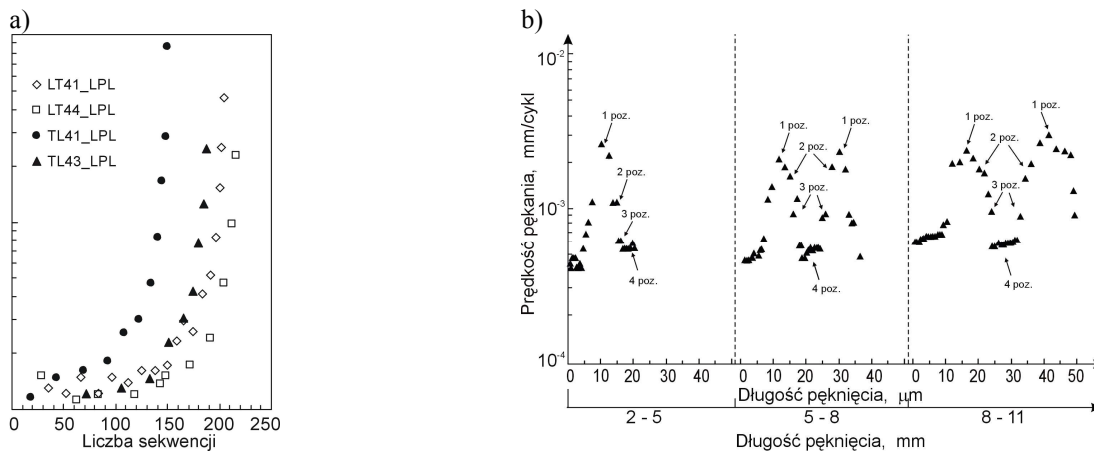 a)
LT41_LPL
LT44_LPL
TL41_LPL
TL43_LPL
0 50 100 150 200 250
Liczba sekwencji
b)
Prędkość pękania, mm/cykl
10⁻²
10⁻³
10⁻⁴
1 poz.
2 poz.
3 poz.
4 poz.
1 poz.
1 poz.
2 poz.
3 poz.
4 poz.
1 poz.
1 poz.
2 poz.
3 poz.
4 poz.
0 10 20 30 40 50 0 10 20 30 40 50 0 10 20 30 40 50
Długość pęknięcia, μm
2 - 5 5 - 8 8 - 11
Długość pęknięcia, mm